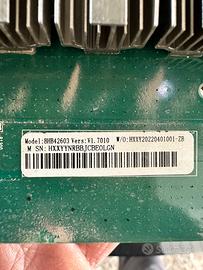 Model:BHB42603 Vers:V1.7010 W/O:HXXY20220401001-ZB
M SN:HXXYYNRBBJCBEOLGN